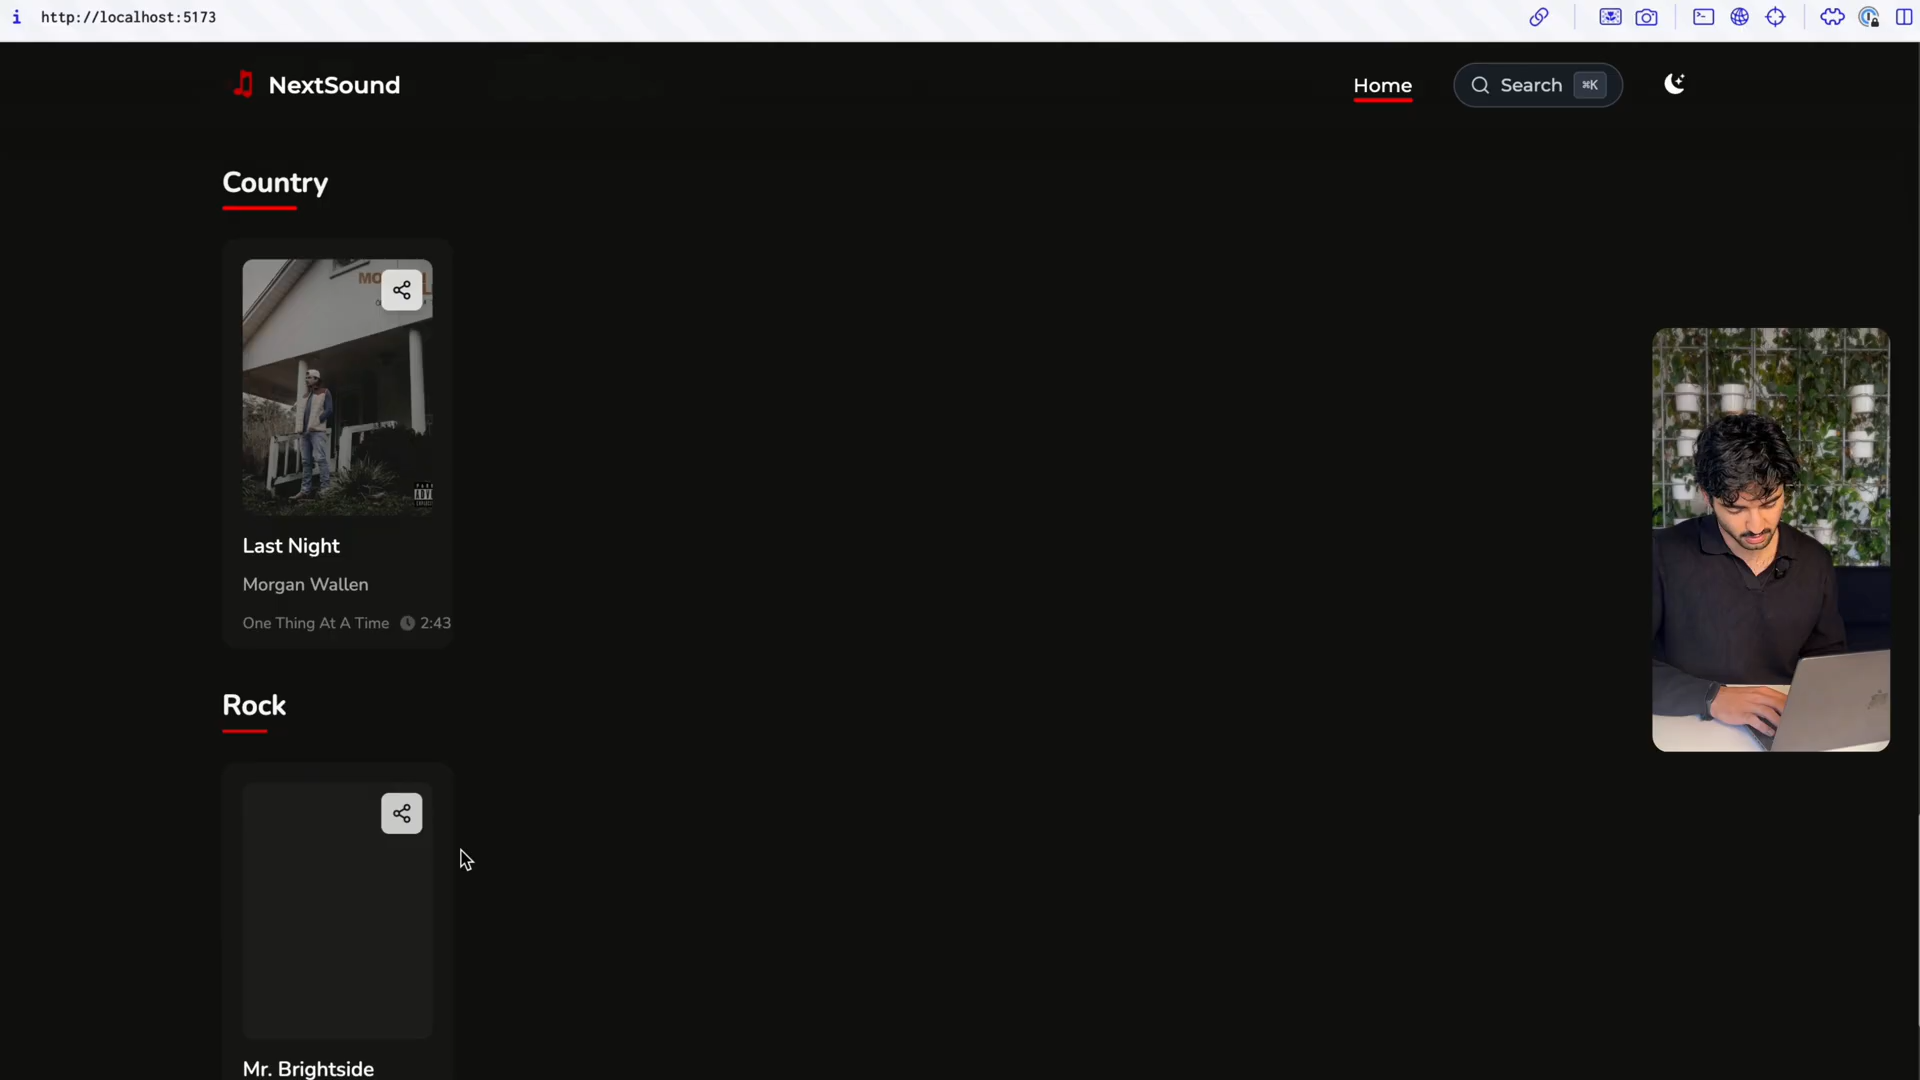 http://localhost:5173
NextSound
Home
Search ⌘K
Country
Last Night
Morgan Wallen
One Thing At A Time 2:43
Rock
Mr. Brightside